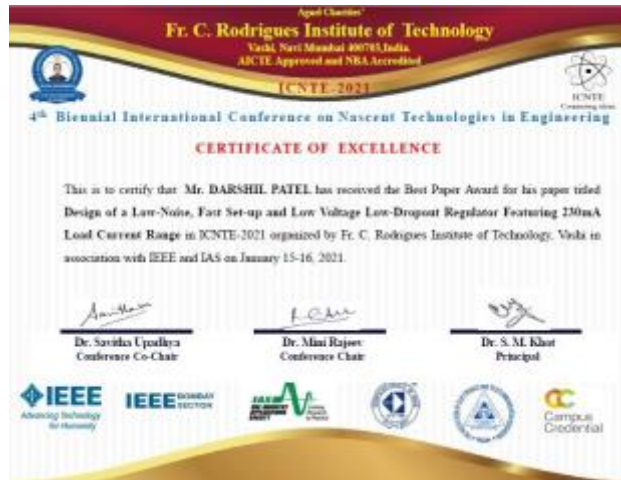 Agnel Charities'
Fr. C. Rodrigues Institute of Technology
Vashi, Navi Mumbai 400703,India.
AICTE Approved and NBA Accredited
ICNTE-2021
ICNTE
4th Biennial International Conference on Nascent Technologies in Engineering
CERTIFICATE OF EXCELLENCE
This is to certify that Mr. DARSHIL PATEL has received the Best Paper Award for his paper titled
Design of a Low-Noise, Fast Set-up and Low Voltage Low-Dropout Regulator Featuring 230mA
Load Current Range in ICNTE-2021 organized by Fr. C. Rodrigues Institute of Technology, Vashi in
association with IEEE and IAS on January 15-16, 2021.
Dr. Savitha Upadhya
Conference Co-Chair
Dr. Mini Rajeev
Conference Chair
Dr. S. M. Khot
Principal
IEEE
Advancing Technology
for Humanity
IEEE BOMBAY
SECTION
Campus
Credential